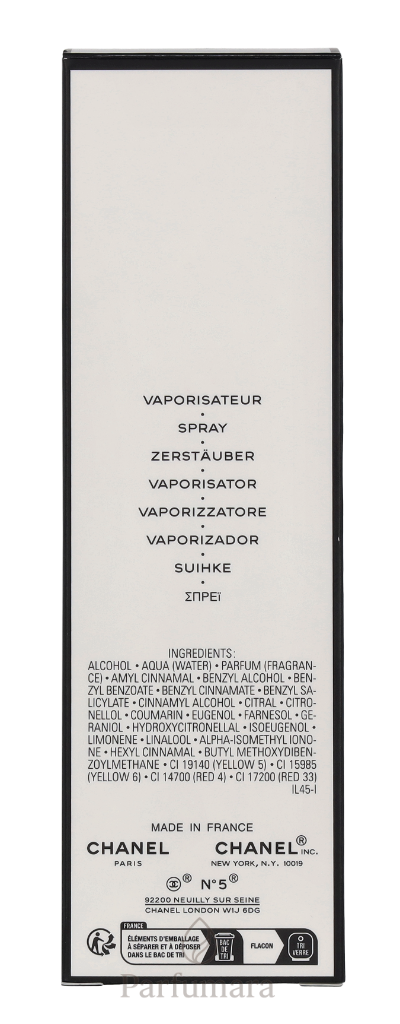 VAPORISATEUR
•
SPRAY
•
ZERSTÄUBER
•
VAPORISATOR
•
VAPORIZZATORE
•
VAPORIZADOR
•
SUIHKE
•
ΣΠΡΕΪ
INGREDIENTS:
ALCOHOL • AQUA (WATER) • PARFUM (FRAGRAN-
CE) • AMYL CINNAMAL • BENZYL ALCOHOL • BEN-
ZYL BENZOATE • BENZYL CINNAMATE • BENZYL SA-
LICYLATE • CINNAMYL ALCOHOL • CITRAL • CITRO-
NELLOL • COUMARIN • EUGENOL • FARNESOL • GE-
RANIOL • HYDROXYCITRONELLAL • ISOEUGENOL •
LIMONENE • LINALOOL • ALPHA-ISOMETHYL IONO-
NE • HEXYL CINNAMAL • BUTYL METHOXYDIBEN-
ZOYLMETHANE • CI 19140 (YELLOW 5) • CI 15985
(YELLOW 6) • CI 14700 (RED 4) • CI 17200 (RED 33)
IL45-I
MADE IN FRANCE
CHANEL CHANEL® INC.
PARIS NEW YORK, N.Y. 10019
® N°5®
92200 NEUILLY SUR SEINE
CHANEL LONDON W1J 6DG
FRANCE
ÉLÉMENTS D'EMBALLAGE
À SÉPARER ET À DÉPOSER
DANS LE BAC DE TRI
BAC
DE
TRI
FLACON
TRI
VERRE
Parfumara